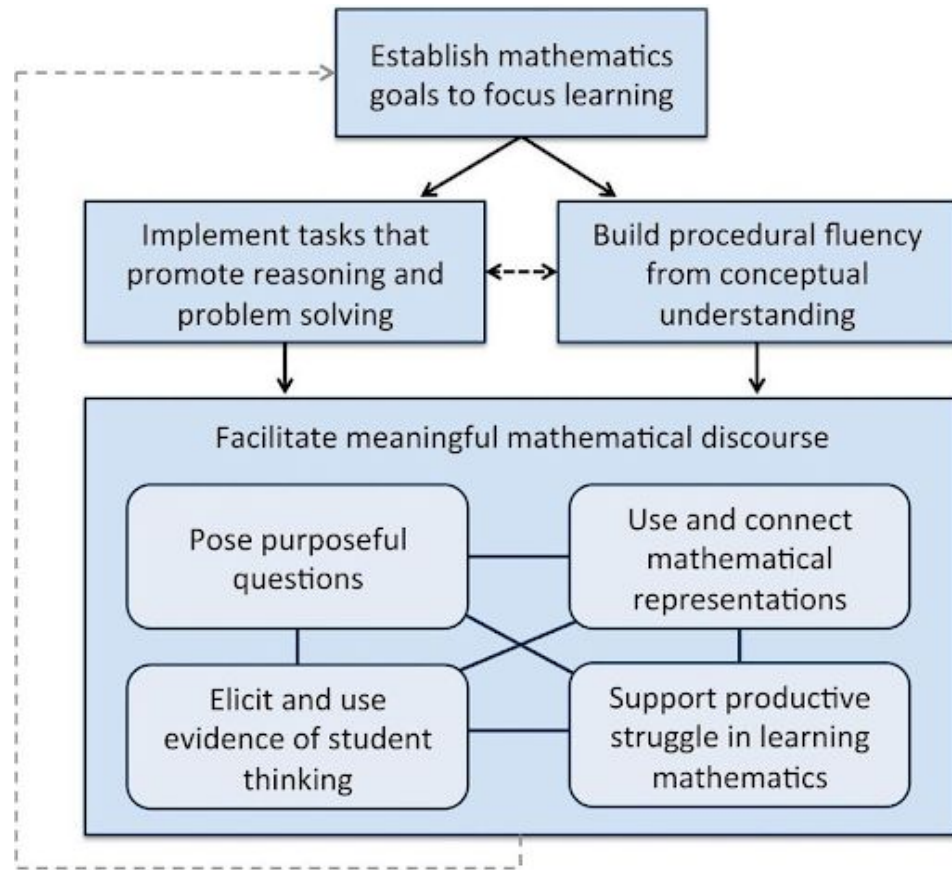 Establish mathematics
goals to focus learning
Implement tasks that
promote reasoning and
problem solving
Build procedural fluency
from conceptual
understanding
Facilitate meaningful mathematical discourse
Pose purposeful
questions
Use and connect
mathematical
representations
Elicit and use
evidence of student
thinking
Support productive
struggle in learning
mathematics